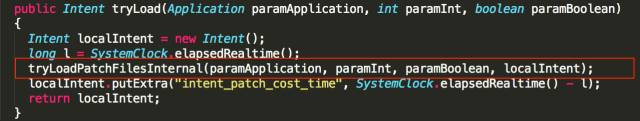 public Intent tryLoad(Application paramApplication, int paramInt, boolean paramBoolean)
{
Intent localIntent = new Intent();
long l = SystemClock.elapsedRealtime();
tryLoadPatchFilesInternal(paramApplication, paramInt, paramBoolean, localIntent);
localIntent.putExtra("intent_patch_cost_time", SystemClock.elapsedRealtime() - l);
return localIntent;
}